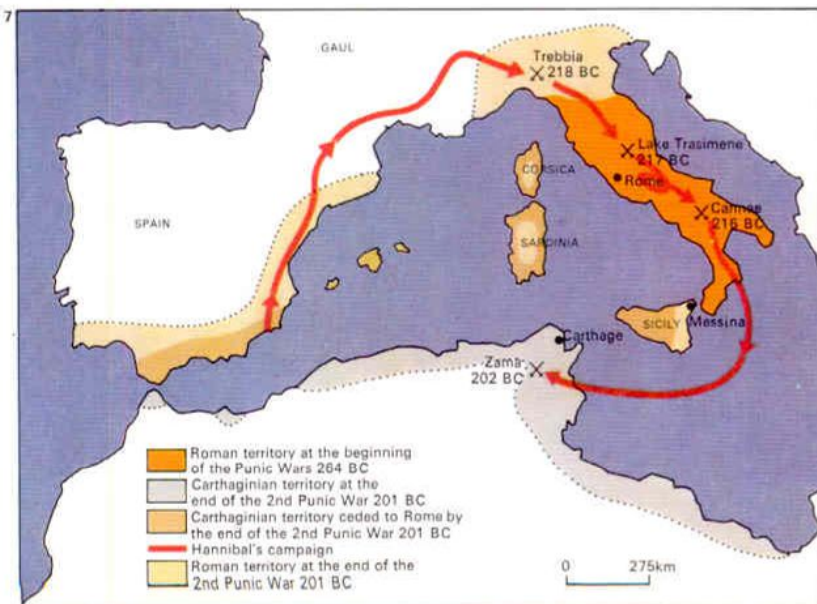 7
GAUL
Trebbia
218 BC
Lake Trasimene
217 BC
CORSICA
Rome
Cannae
216 BC
SPAIN
SARDINIA
SICILY
Messina
Carthage
Zama
202 BC
Roman territory at the beginning
of the Punic Wars 264 BC
Carthaginian territory at the
end of the 2nd Punic War 201 BC
Carthaginian territory ceded to Rome by
the end of the 2nd Punic War 201 BC
Hannibal's campaign
Roman territory at the end of the
2nd Punic War 201 BC
0 275km